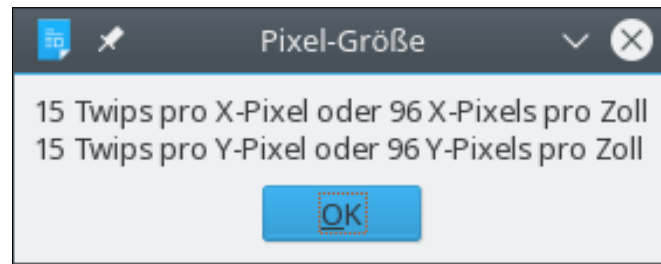 Pixel-Größe
15 Twips pro X-Pixel oder 96 X-Pixels pro Zoll
15 Twips pro Y-Pixel oder 96 Y-Pixels pro Zoll
OK